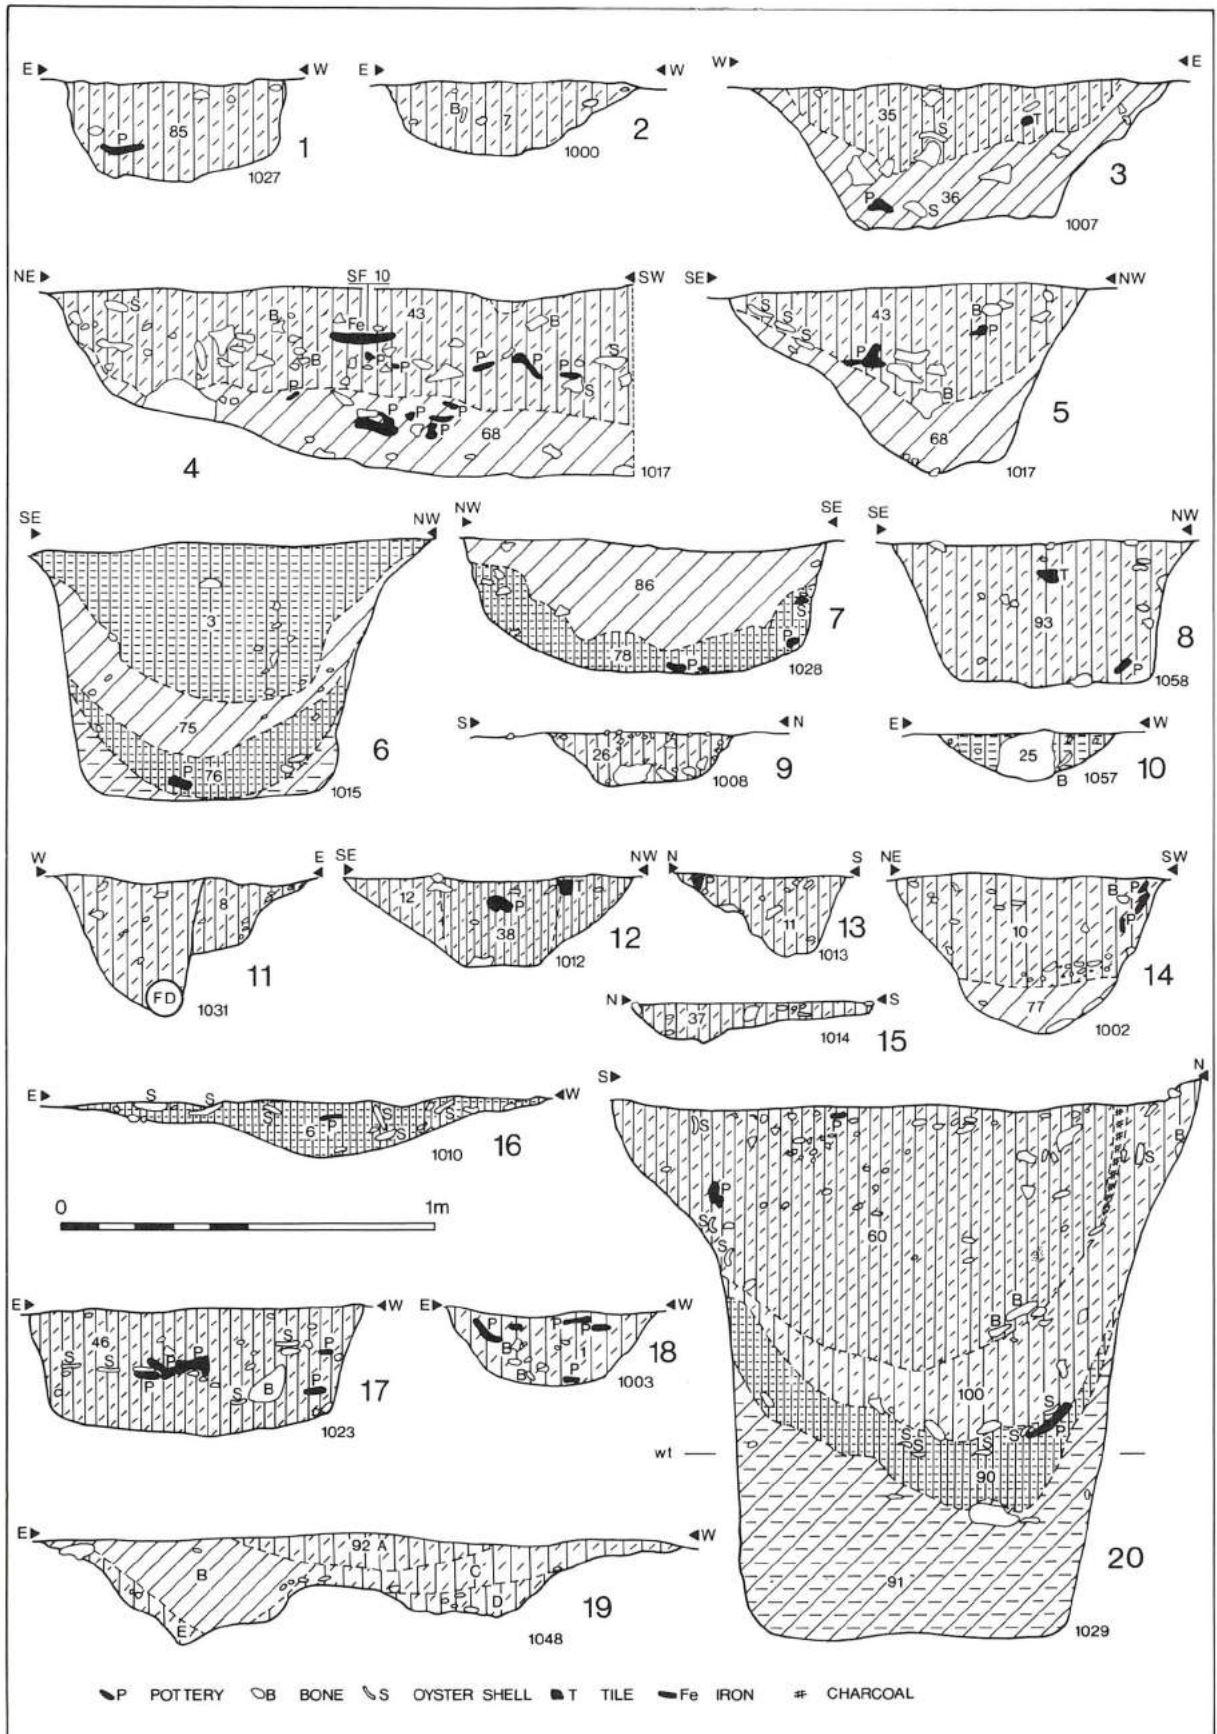 E W E W W E
85 P 1 1027
B 7 2 1000
35 S T P 36 S 3 1007
NE SF 10 SW SE NW
S B Fe 43 B B P P P P P S S P P P P P 68 4 1017
S S S 43 B P P B 68 5 1017
SE NW NW SE SE NW
3 75 76 P 6 1015
86 78 P P S 7 1028
T 93 P 8 1058
S N E W
26 9 1008
25 B 10 1057
W E SE NW N S NE SW
8 FD 11 1031
12 P T 38 12 1012
P 11 13 1013
B P P 10 77 14 1002
N S
37 15 1014
E W S N
S S S 6 P S S S 16 1010
0 1m
S P P S S B S 60 B B 100 S S S S S P 90 91 20 1029
wt
E W E W
46 S S P P P S S B P P 17 1023
P P B B P 1 18 1003
E W
92 A B C D E 19 1048
P POTTERY B BONE S OYSTER SHELL T TILE Fe IRON CHARCOAL